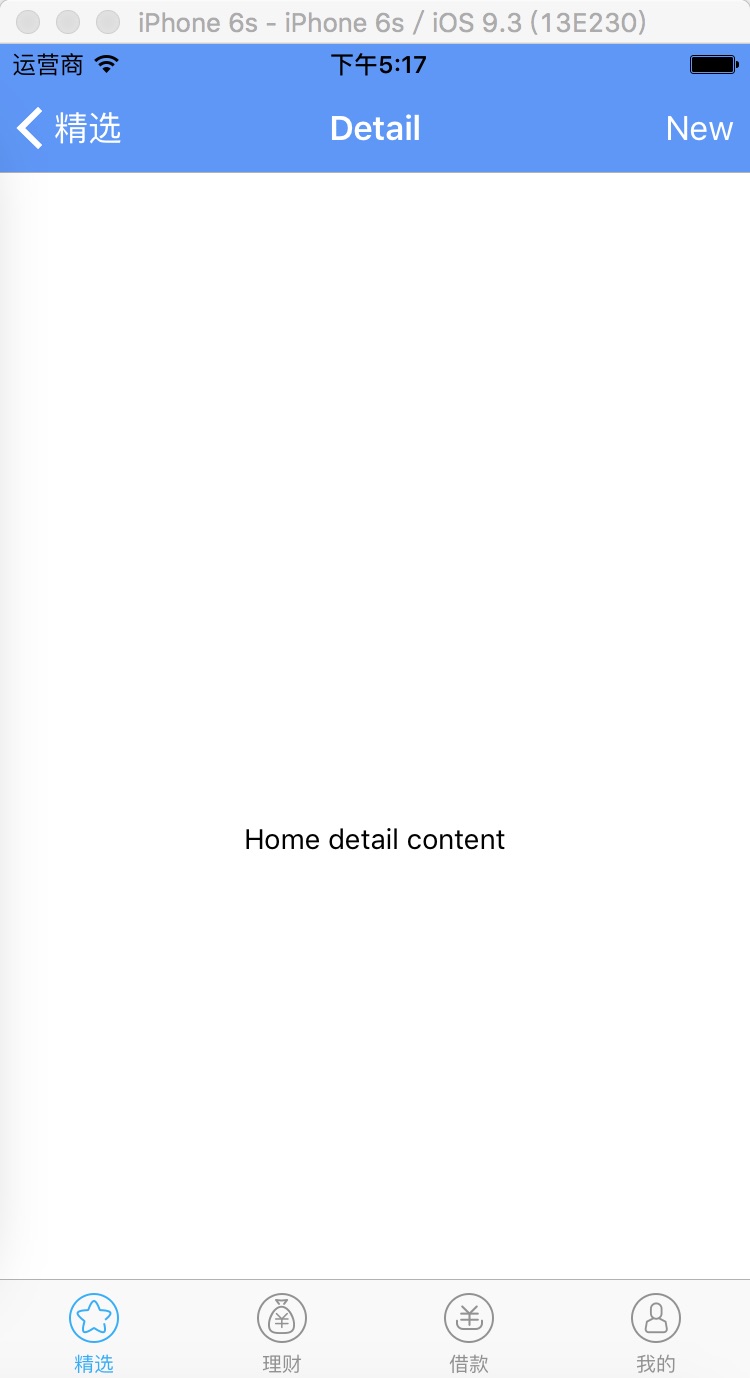 iPhone 6s - iPhone 6s / iOS 9.3 (13E230)
运营商 下午5:17
精选 Detail New
Home detail content
精选 理财 借款 我的